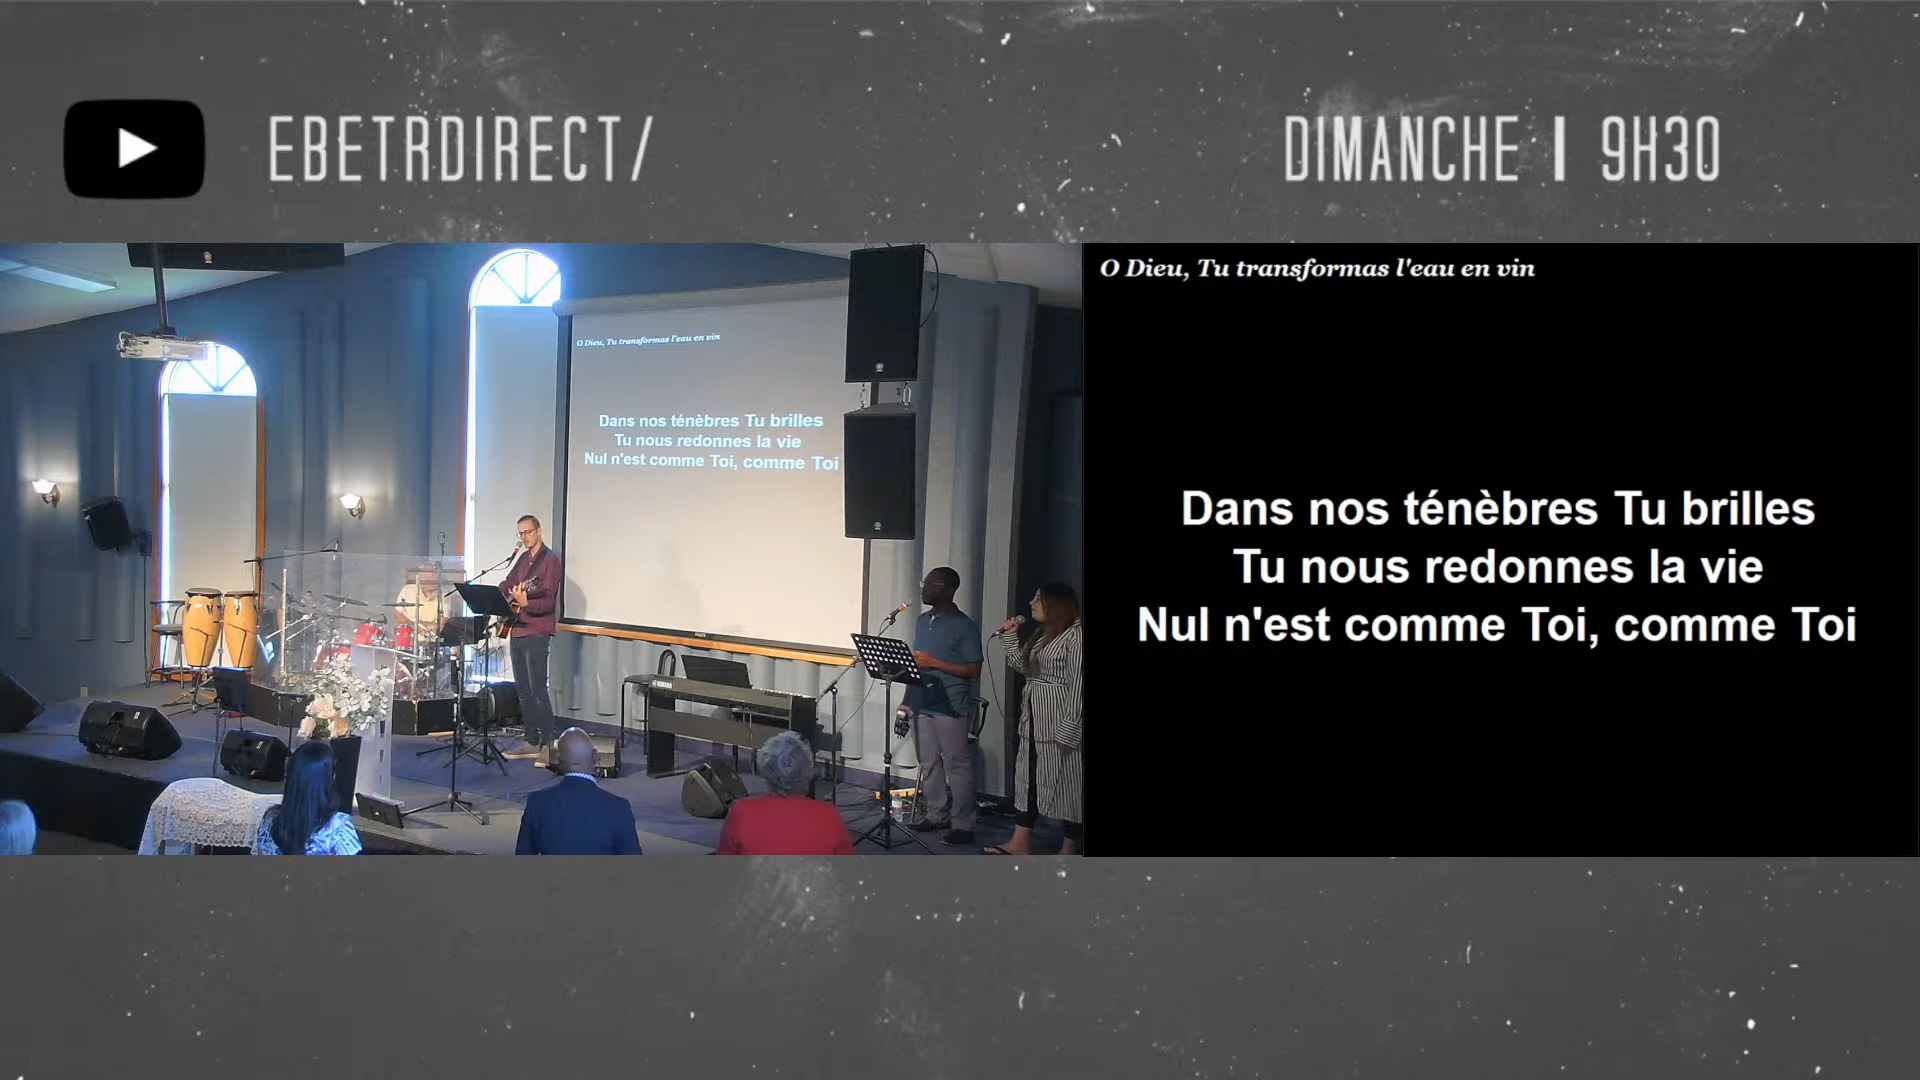 EBETRDIRECT/
DIMANCHE | 9H30
O Dieu, Tu transformas l'eau en vin
Dans nos ténèbres Tu brilles
Tu nous redonnes la vie
Nul n'est comme Toi, comme Toi
O Dieu, Tu transformas l'eau en vin
Dans nos ténèbres Tu brilles
Tu nous redonnes la vie
Nul n'est comme Toi, comme Toi
YAMAHA